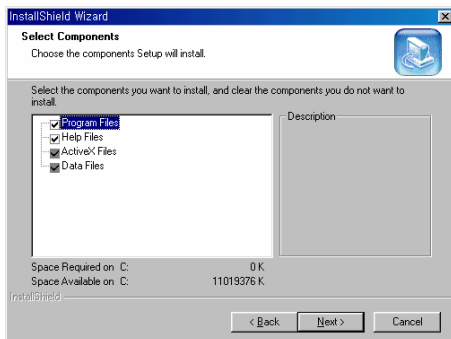 InstallShield Wizard
Select Components
Choose the components Setup will install.
Select the components you want to install, and clear the components you do not want to
install.
Program Files
Help Files
ActiveX Files
Data Files
Description
Space Required on C: 0 K
Space Available on C: 11019376 K
InstallShield
< Back Next > Cancel